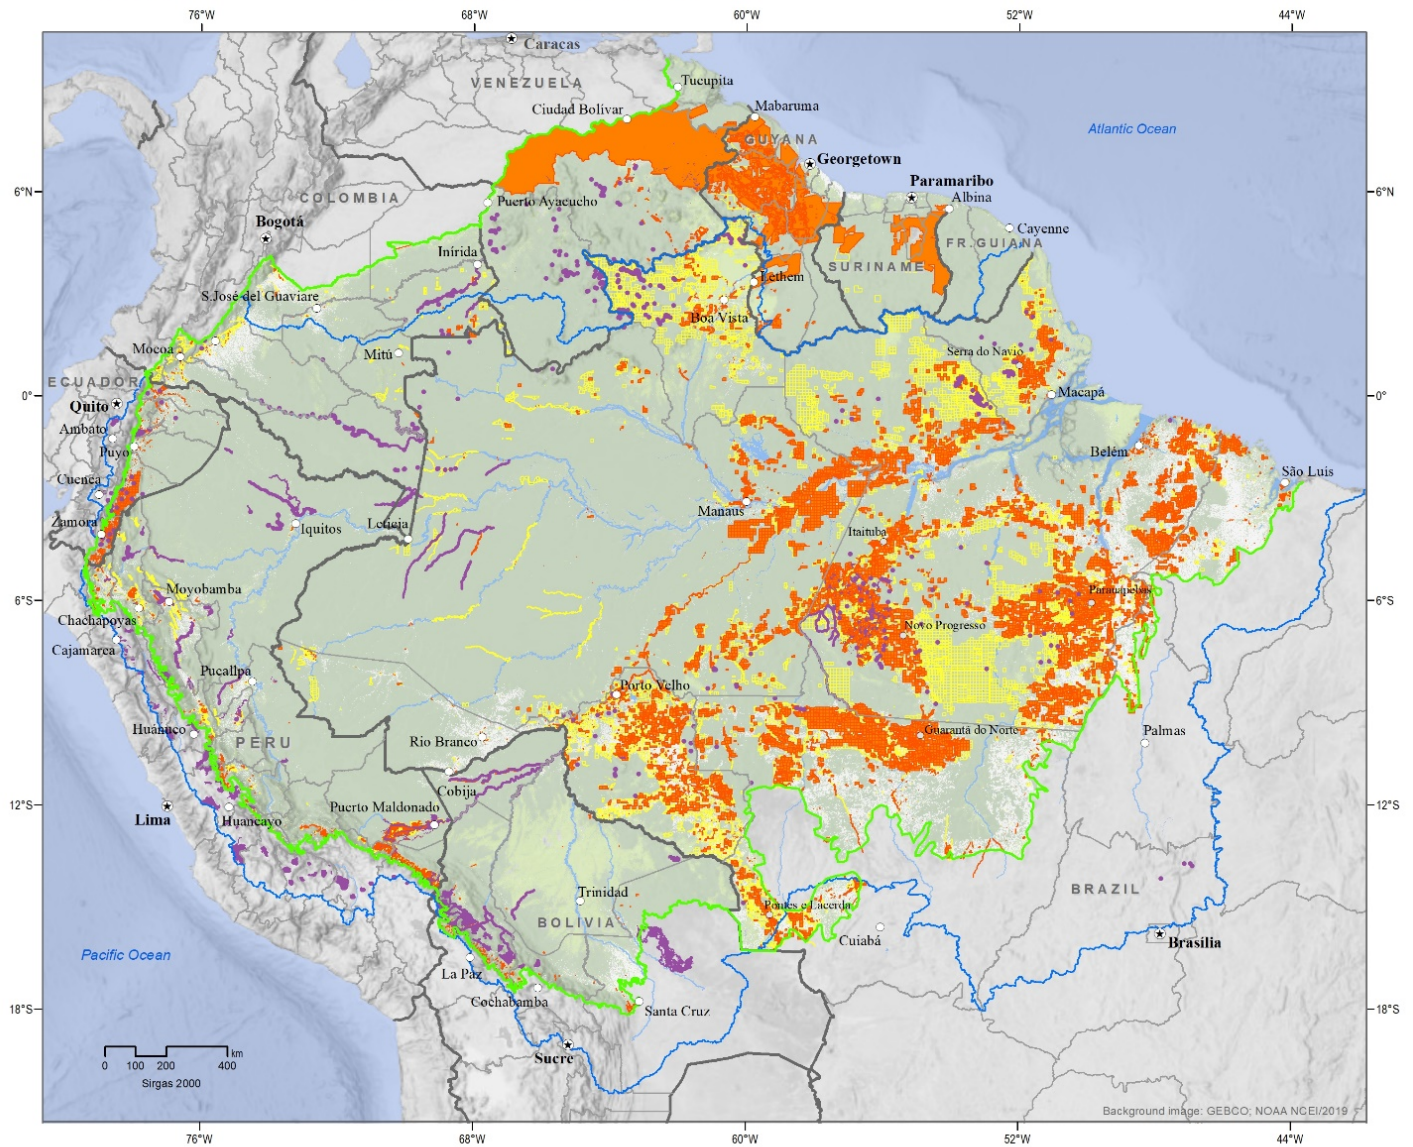 76°W
68°W
60°W
52°W
44°W
Caracas
VENEZUELA
Tucupita
Ciudad Bolívar
Mabaruma
GUYANA
Atlantic Ocean
Georgetown
6°N
6°N
COLOMBIA
Puerto Ayacucho
Paramaribo
Albina
Bogotá
Cayenne
FR.GUIANA
Inírida
SURINAME
Lethem
S.José del Guaviare
Boa Vista
Mocoa
Mitú
Serra do Navio
ECUADOR
0°
0°
Quito
Macapá
Ambato
Puyo
Belém
Cuenca
São Luis
Manaus
Zamora
Iquitos
Leticia
Itaituba
Moyobamba
Parauapebas
6°S
6°S
Chachapoyas
Novo Progresso
Cajamarca
Pucallpa
Porto Velho
Huánuco
PERU
Rio Branco
Guarantã do Norte
Palmas
Cobija
12°S
12°S
Lima
Puerto Maldonado
Huancayo
Trinidad
BRAZIL
Pontes e Lacerda
BOLIVIA
Cuiabá
Brasilia
Pacific Ocean
La Paz
Cochabamba
Santa Cruz
18°S
18°S
Sucre
km
0 100 200 400
Sirgas 2000
Background image: GEBCO; NOAA NCEI/2019
76°W
68°W
60°W
52°W
44°W